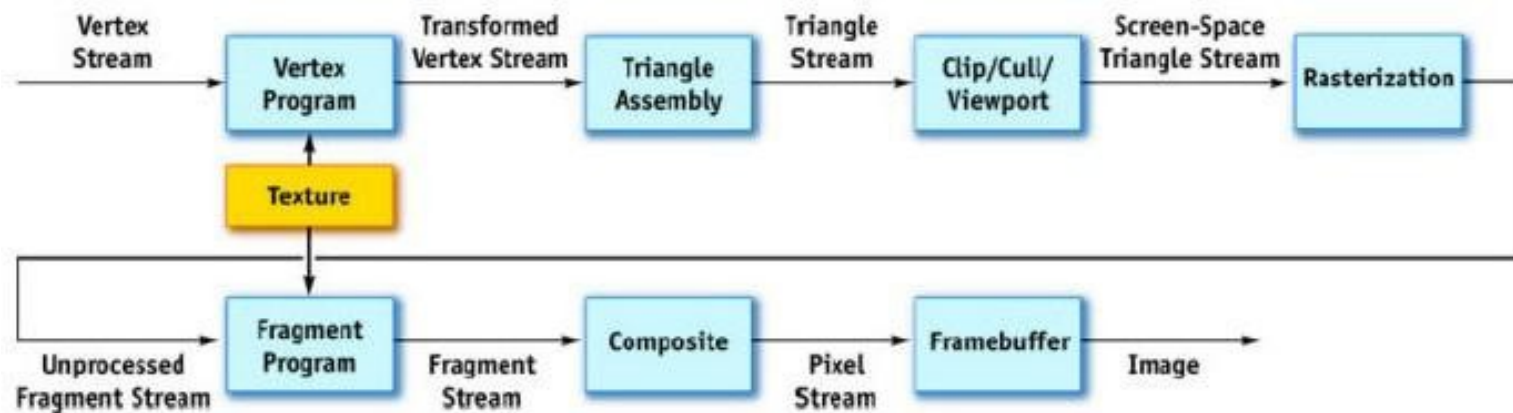 Vertex
Stream
Vertex
Program
Transformed
Vertex Stream
Triangle
Assembly
Triangle
Stream
Clip/Cull/
Viewport
Screen-Space
Triangle Stream
Rasterization
Texture
Unprocessed
Fragment Stream
Fragment
Program
Fragment
Stream
Composite
Pixel
Stream
Framebuffer
Image